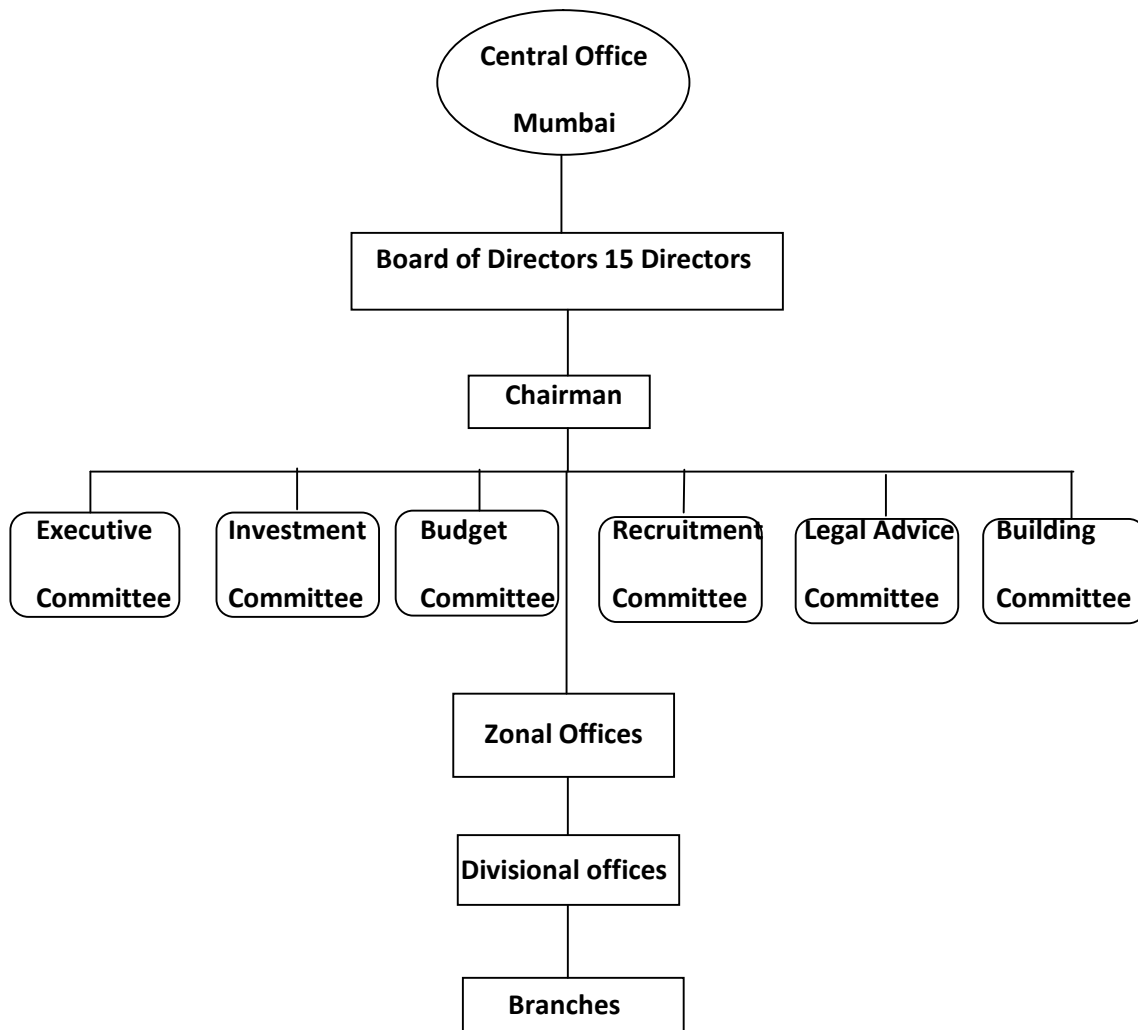 Central Office
Mumbai
Board of Directors 15 Directors
Chairman
Executive
Committee
Investment
Committee
Budget
Committee
Recruitment
Committee
Legal Advice
Committee
Building
Committee
Zonal Offices
Divisional offices
Branches